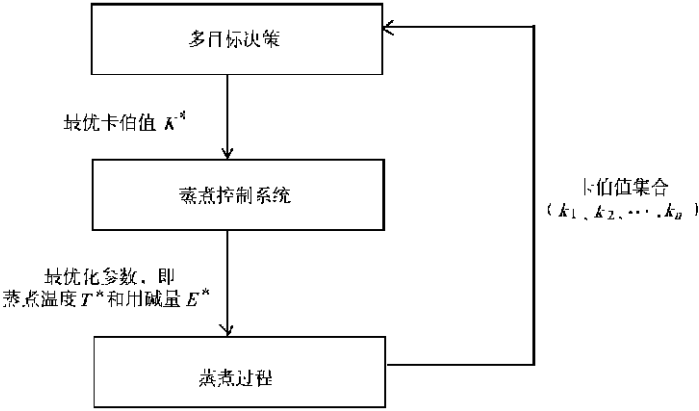 多目标决策
最优卡伯值 K*
蒸煮控制系统
卡伯值集合
（k1、k2、…．kn）
最优化参数，即
蒸煮温度T*和用碱量E*
蒸煮过程